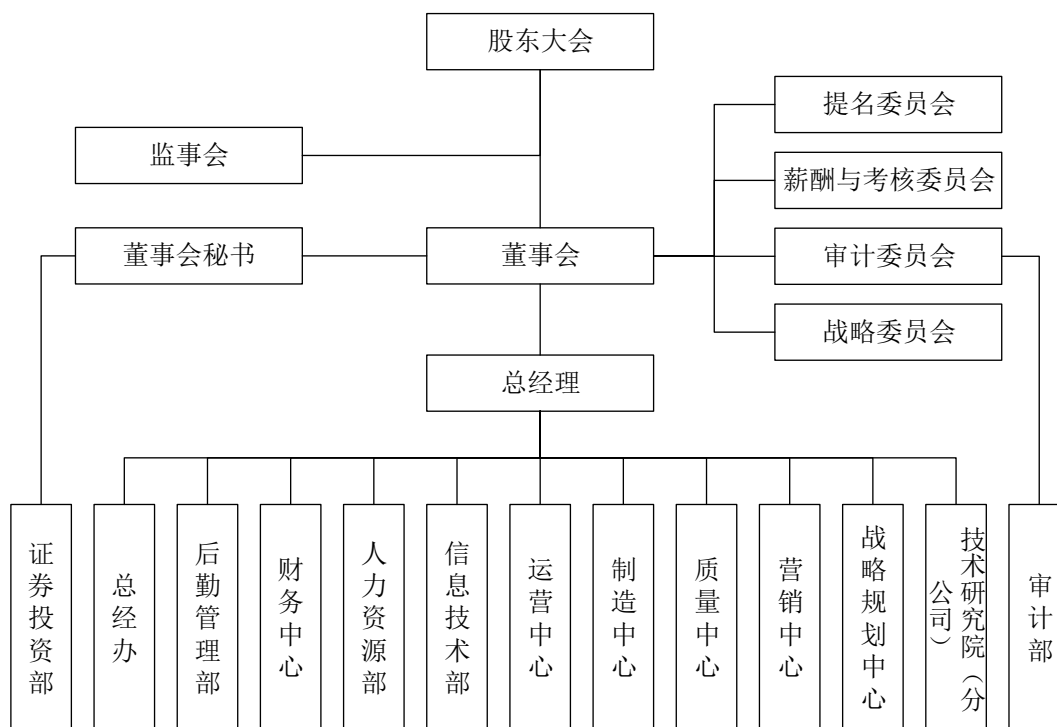 股东大会
提名委员会
监事会
薪酬与考核委员会
董事会秘书
董事会
审计委员会
战略委员会
总经理
证券投资部
总经办
后勤管理部
财务中心
人力资源部
信息技术部
运营中心
制造中心
质量中心
营销中心
战略规划中心
技术研究院（分
公司）
审计部